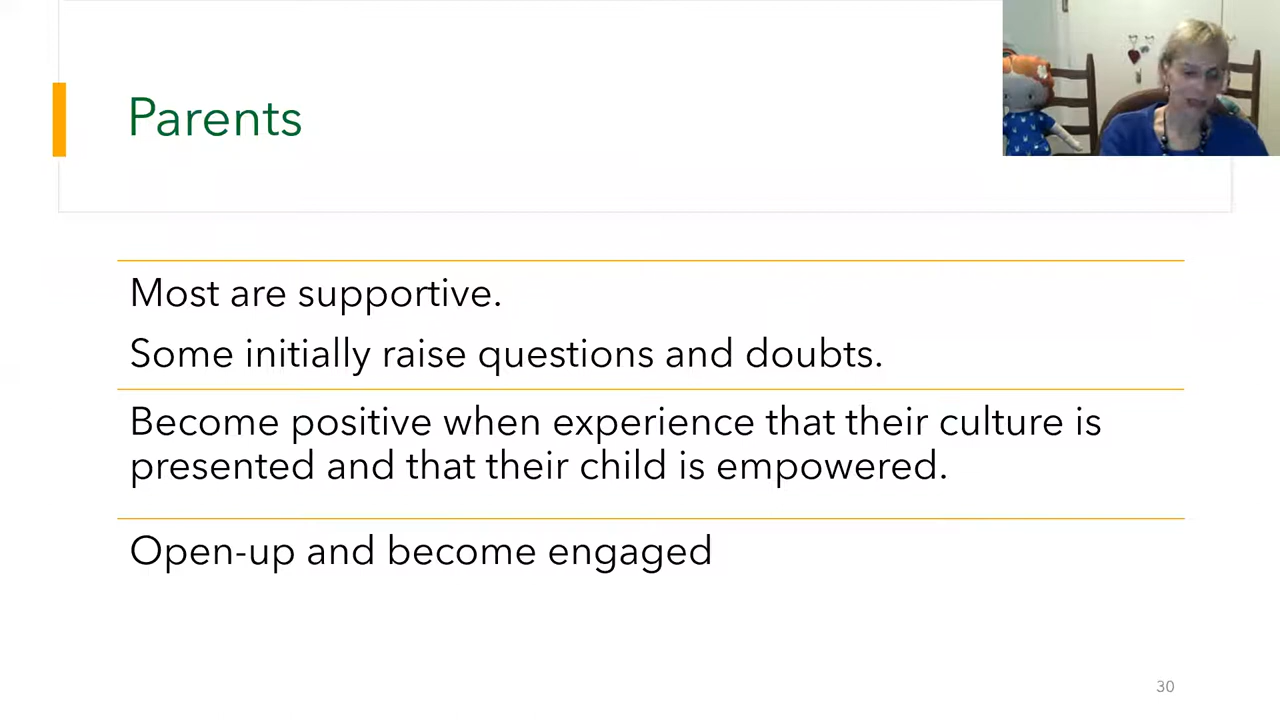 Parents
Most are supportive.
Some initially raise questions and doubts.
Become positive when experience that their culture is
presented and that their child is empowered.
Open-up and become engaged
30